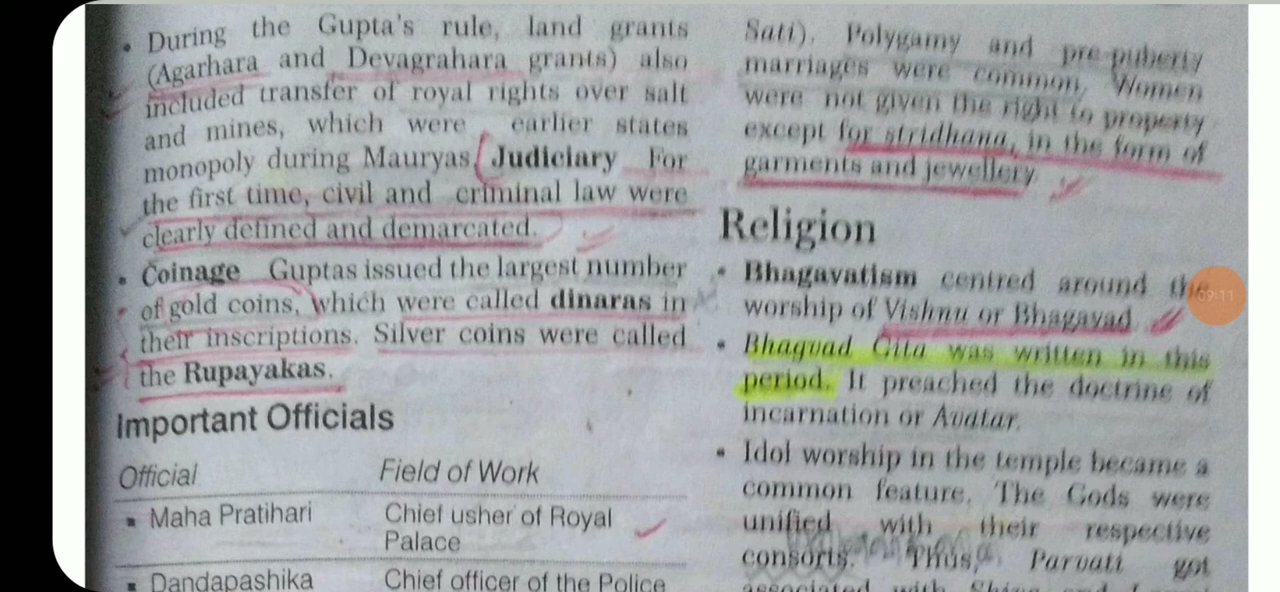 • During the Gupta's rule, land grants
(Agarhara and Devagrahara grants) also
included transfer of royal rights over salt
and mines, which were earlier states
monopoly during Mauryas. Judiciary For
the first time, civil and criminal law were
clearly defined and demarcated.
• Coinage Guptas issued the largest number
of gold coins, which were called dinaras in
their inscriptions. Silver coins were called
the Rupayakas.
Important Officials
Official Field of Work
▪ Maha Pratihari Chief usher of Royal
Palace
▪ Dandapashika Chief officer of the Police
Sati). Polygamy and pre-puberty
marriages were common. Women
were not given the right to property
except for stridhana, in the form of
garments and jewellery
Religion
• Bhagavatism centred around the
worship of Vishnu or Bhagavad
• Bhagvad Gita was written in this
period. It preached the doctrine of
incarnation or Avatar.
• Idol worship in the temple became a
common feature. The Gods were
unified with their respective
consorts. Thus, Parvati got
associated with Shiva and
09:11